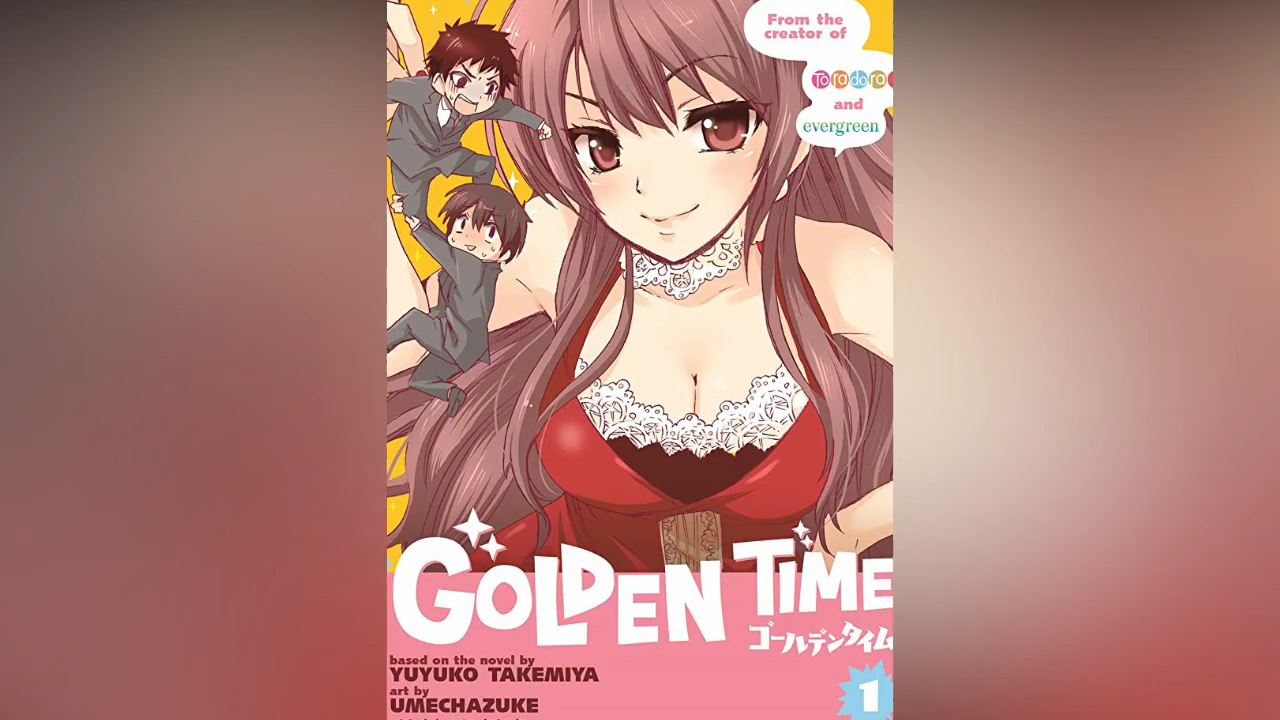 From the
creator of
Toradora
and
evergreen
GOLDEN TIME
ゴールデンタイム
based on the novel by
YUYUKO TAKEMIYA
art by
UMECHAZUKE
1